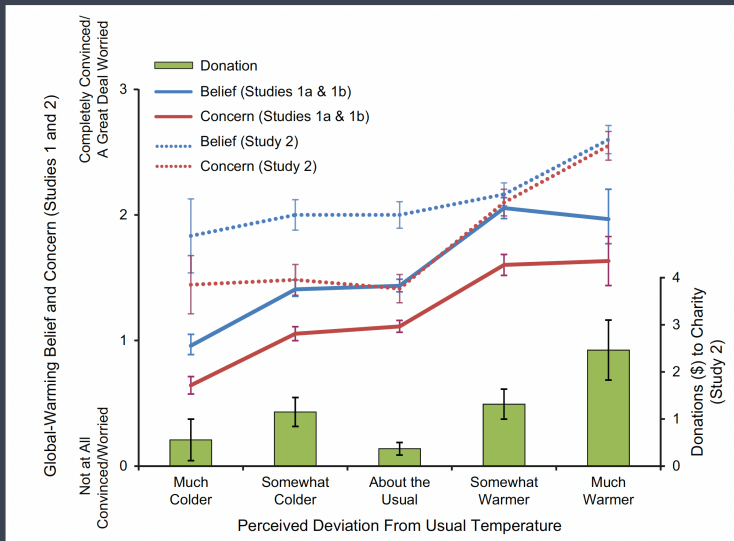 Completely Convinced/
A Great Deal Worried
Global-Warming Belief and Concern (Studies 1 and 2)
Not at All
Convinced/Worried
3
2
1
0
Donation
Belief (Studies 1a & 1b)
Concern (Studies 1a & 1b)
Belief (Study 2)
Concern (Study 2)
4
3
2
1
0
Donations ($) to Charity
(Study 2)
Much
Colder
Somewhat
Colder
About the
Usual
Somewhat
Warmer
Much
Warmer
Perceived Deviation From Usual Temperature